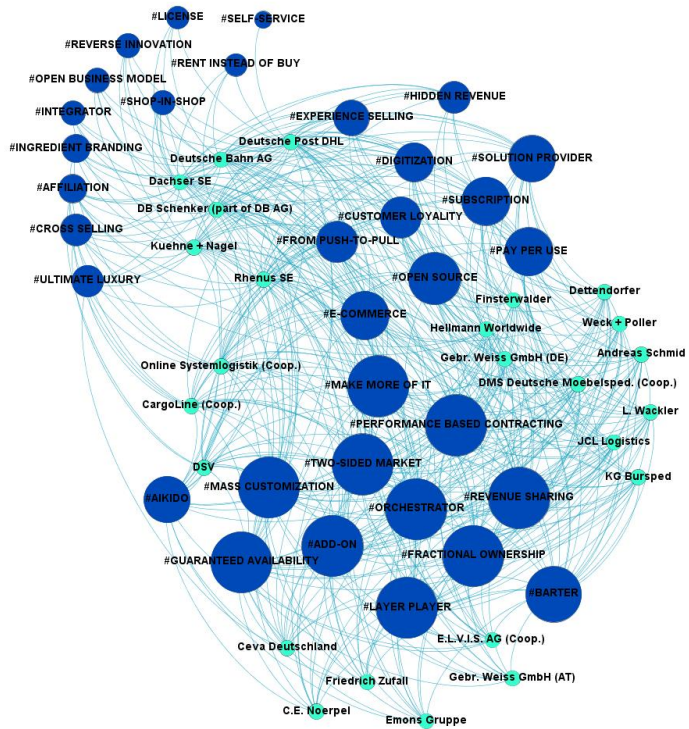 #LICENSE
#SELF-SERVICE
#REVERSE INNOVATION
#RENT INSTEAD OF BUY
#OPEN BUSINESS MODEL
#HIDDEN REVENUE
#SHOP-IN-SHOP
#INTEGRATOR
#EXPERIENCE SELLING
Deutsche Post DHL
#INGREDIENT BRANDING
Deutsche Bahn AG
#DIGITIZATION
#SOLUTION PROVIDER
Dachser SE
#AFFILIATION
#SUBSCRIPTION
DB Schenker (part of DB AG)
#CUSTOMER LOYALTY
#CROSS SELLING
#FROM PUSH-TO-PULL
Kuehne + Nagel
#PAY PER USE
#ULTIMATE LUXURY
Rhenus SE
#OPEN SOURCE
Dettendorfer
Finsterwalder
#E-COMMERCE
Hellmann Worldwide
Weck + Poller
Andreas Schmid
Gebr. Weiss GmbH (DE)
Online Systemlogistik (Coop.)
#MAKE MORE OF IT
DMS Deutsche Moebelsped. (Coop.)
CargoLine (Coop.)
L. Wackler
#PERFORMANCE BASED CONTRACTING
JCL Logistics
#TWO-SIDED MARKET
DSV
KG Bursped
#MASS CUSTOMIZATION
#AIKIDO
#REVENUE SHARING
#ORCHESTRATOR
#ADD-ON
#FRACTIONAL OWNERSHIP
#GUARANTEED AVAILABILITY
#BARTER
#LAYER PLAYER
E.L.V.I.S. AG (Coop.)
Ceva Deutschland
Gebr. Weiss GmbH (AT)
Friedrich Zufall
C.E. Noerpel
Emons Gruppe